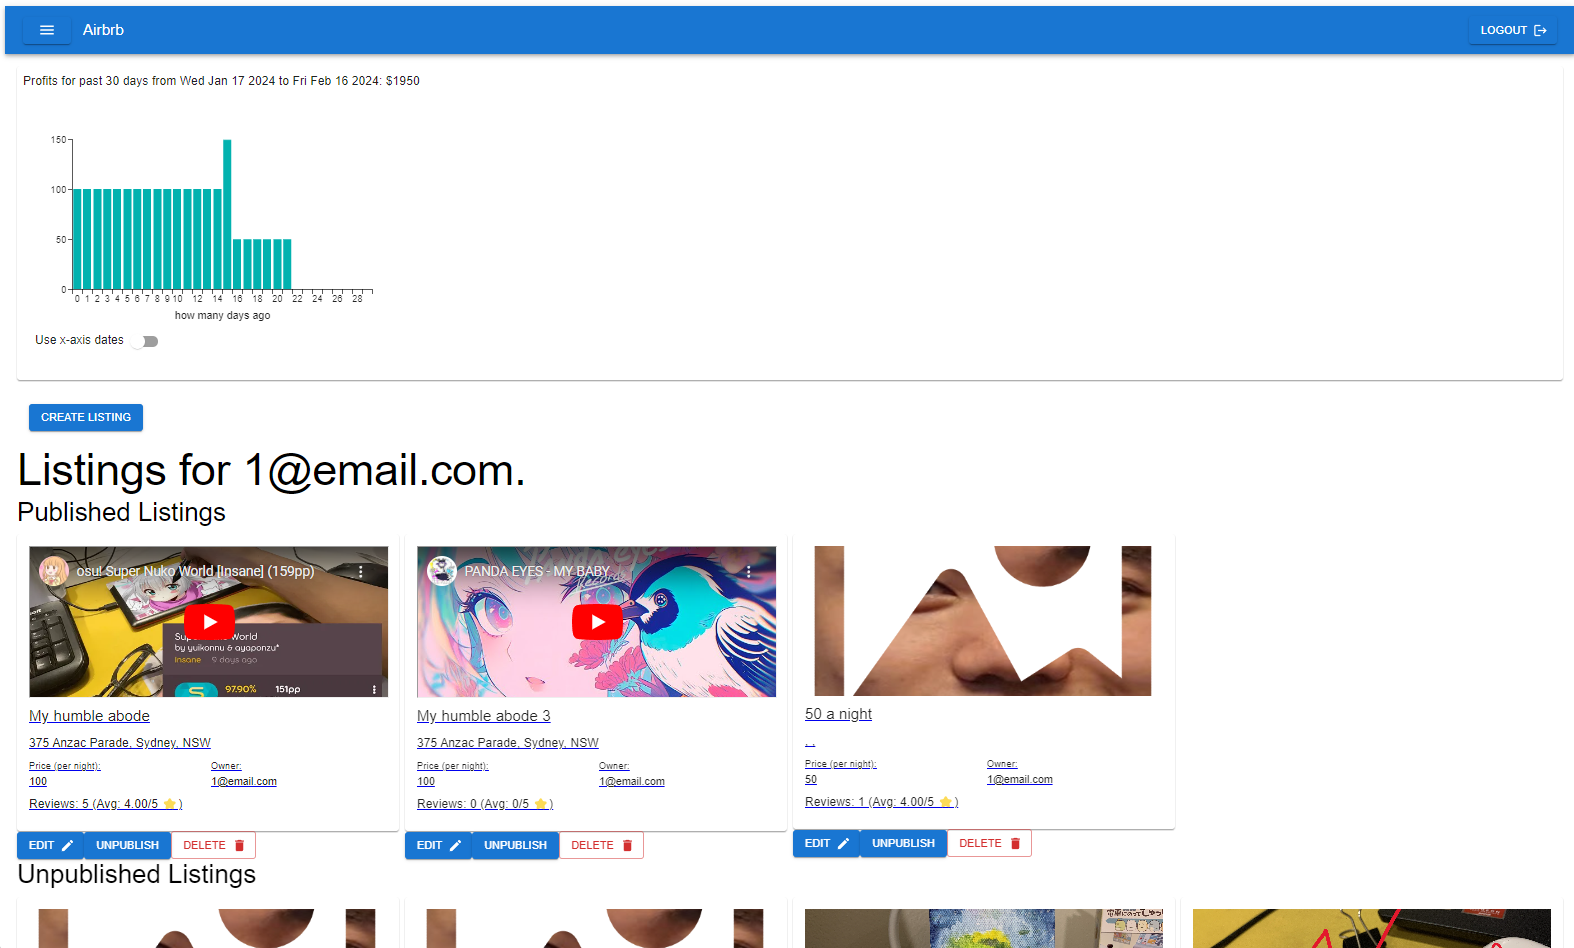 Airbrb
LOGOUT
Profits for past 30 days from Wed Jan 17 2024 to Fri Feb 16 2024: $1950
150
100
50
0
0 1 2 3 4 5 6 7 8 9 10 12 14 16 18 20 22 24 26 28
how many days ago
Use x-axis dates
CREATE LISTING
Listings for 1@email.com.
Published Listings
osu! Super Nuko World [Insane] (159pp)
by yuikonnu & ayaponzu*
Insane 9 days ago
97.90% 151pp
My humble abode
375 Anzac Parade, Sydney, NSW
Price (per night): Owner:
100 1@email.com
Reviews: 5 (Avg: 4.00/5 ⭐)
EDIT UNPUBLISH DELETE
PANDA EYES - MY BABY
Records
My humble abode 3
375 Anzac Parade, Sydney, NSW
Price (per night): Owner:
100 1@email.com
Reviews: 0 (Avg: 0/5 ⭐)
EDIT UNPUBLISH DELETE
50 a night
, ,
Price (per night): Owner:
50 1@email.com
Reviews: 1 (Avg: 4.00/5 ⭐)
EDIT UNPUBLISH DELETE
Unpublished Listings